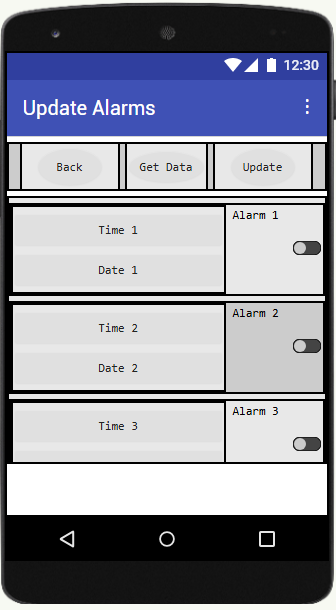 12:30
Update Alarms
Back Get Data Update
Time 1
Date 1
Alarm 1
Time 2
Date 2
Alarm 2
Time 3
Alarm 3